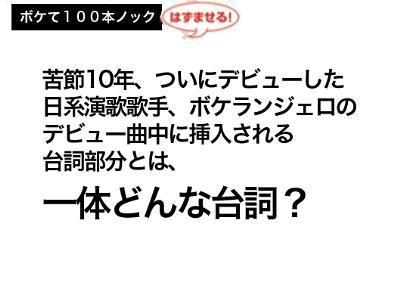 ボケて１００本ノック
はずませる!
苦節10年、ついにデビューした
日系演歌歌手、ボケランジェロの
デビュー曲中に挿入される
台詞部分とは、
一体どんな台詞？